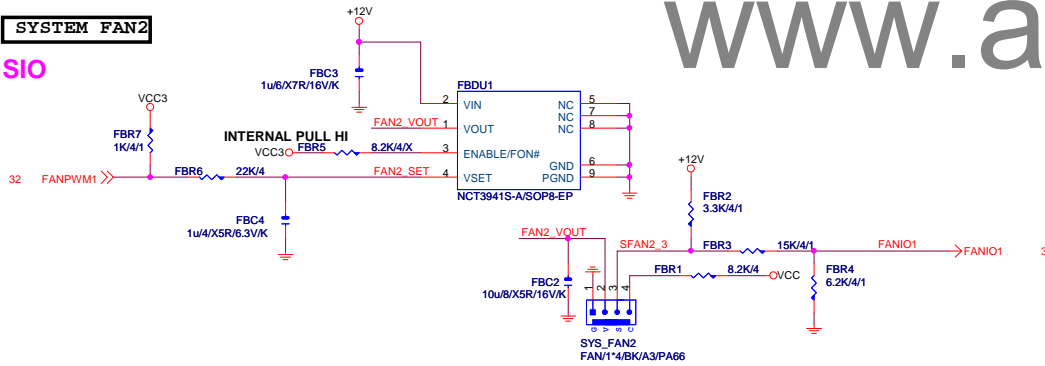 SYSTEM FAN2
www.a
SIO
+12V
FBC3
1u/6/X7R/16V/K
VCC3
FBR7
1K/4/1
INTERNAL PULL HI
VCC3
FBR5
8.2K/4/X
FAN2_VOUT
FBDU1
2 VIN
1 VOUT
3 ENABLE/FON#
4 VSET
NC 5
NC 7
NC 8
GND 6
PGND 9
NCT3941S-A/SOP8-EP
32 FANPWM1
FBR6
22K/4
FAN2_SET
FBC4
1u/4/X5R/6.3V/K
+12V
FBR2
3.3K/4/1
FAN2_VOUT
SFAN2_3
FBR3
15K/4/1
FANIO1
FANIO1
3
FBR1
8.2K/4
VCC
FBR4
6.2K/4/1
FBC2
10u/8/X5R/16V/K
1 2 3 4
G V S C
SYS_FAN2
FAN/1*4/BK/A3/PA66